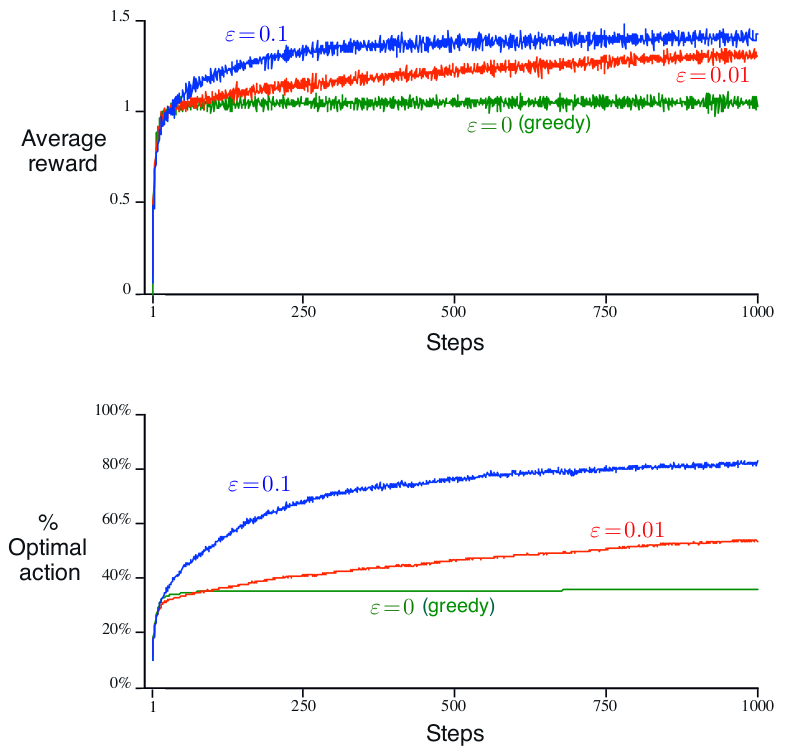 1.5
ε=0.1
ε=0.01
1
ε=0 (greedy)
Average
reward
0.5
0
1 250 500 750 1000
Steps
100%
80%
ε=0.1
60%
ε=0.01
%
Optimal
action
40%
ε=0 (greedy)
20%
0%
1 250 500 750 1000
Steps